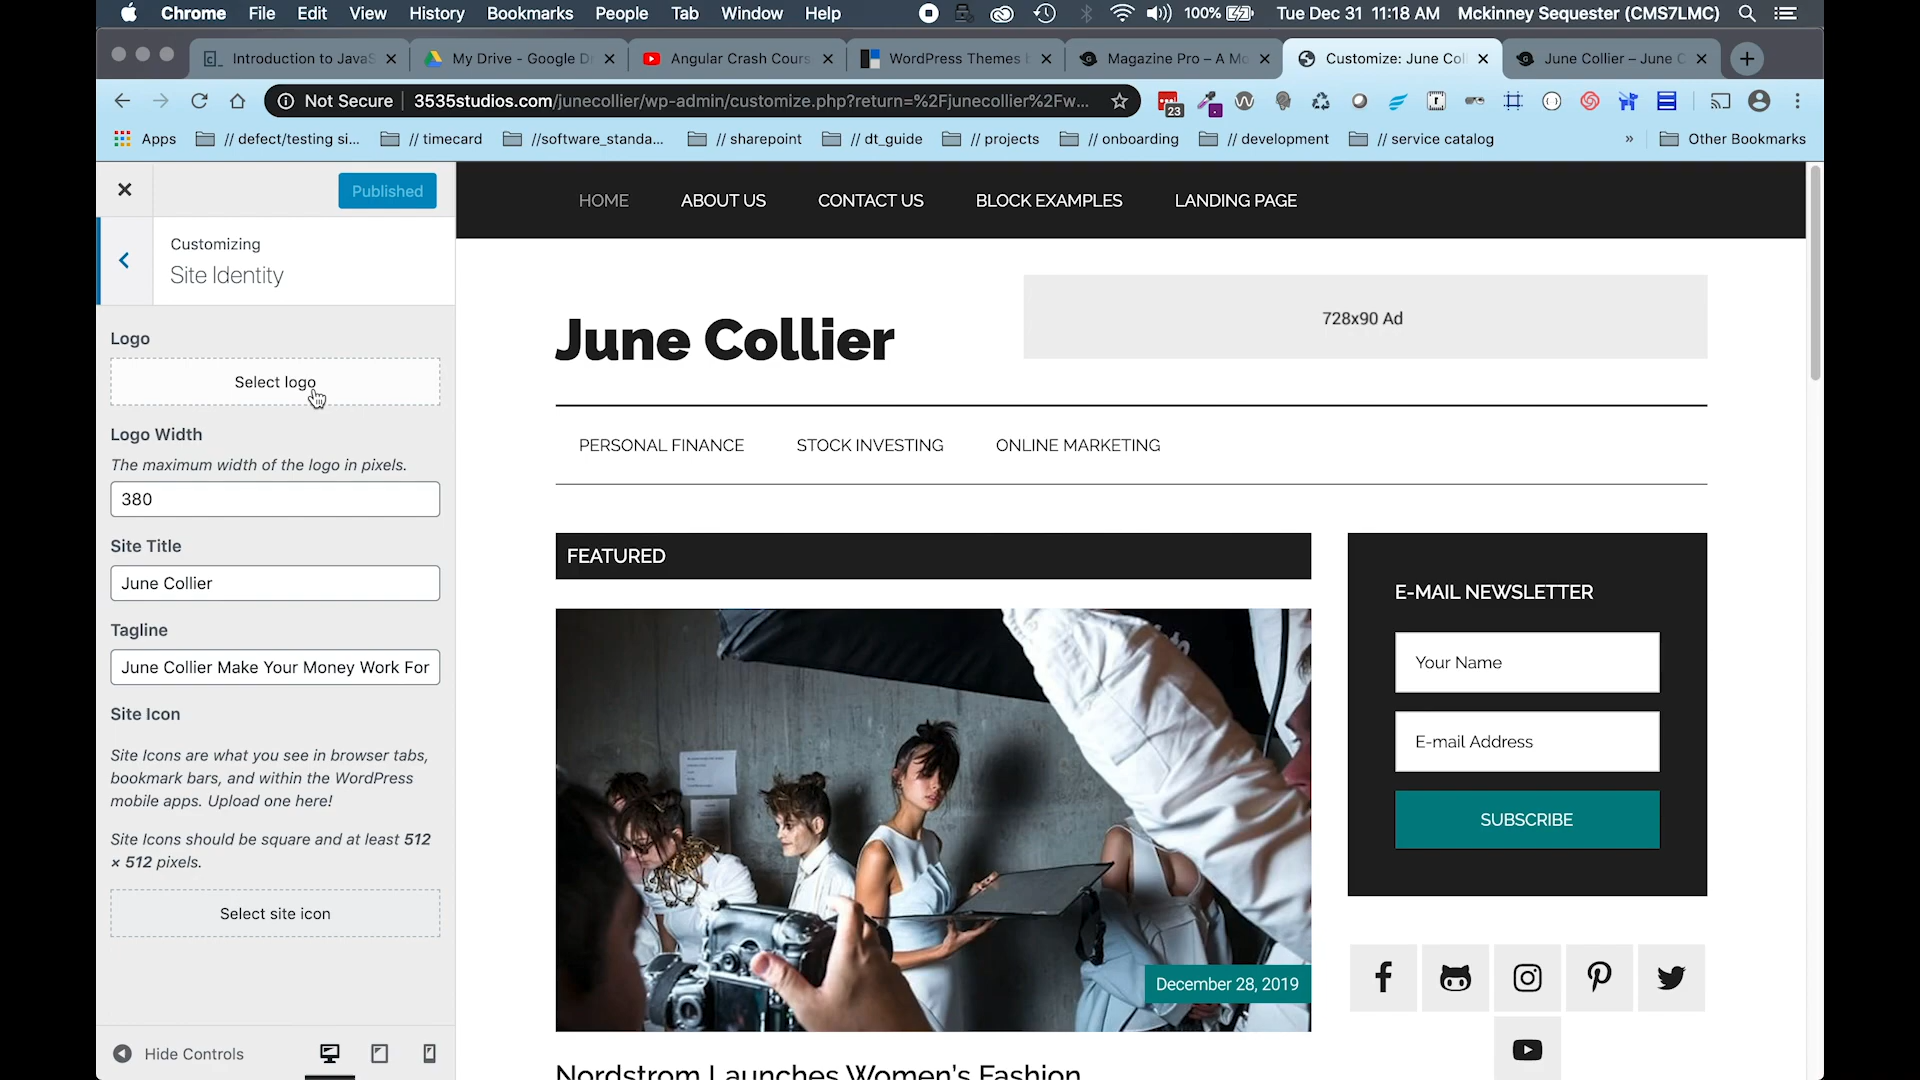 Chrome File Edit View History Bookmarks People Tab Window Help 100% Tue Dec 31 11:18 AM Mckinney Sequester (CMS7LMC)
Introduction to JavaS My Drive - Google D Angular Crash Cours WordPress Themes Magazine Pro – A Mo Customize: June Col June Collier – June C
Not Secure 3535studios.com/junecollier/wp-admin/customize.php?return=%2Fjunecollier%2Fw... 23
Apps // defect/testing si... // timecard //software_standa... // sharepoint // dt_guide // projects // onboarding // development // service catalog » Other Bookmarks
Published
Customizing
Site Identity
Logo
Select logo
Logo Width
The maximum width of the logo in pixels.
380
Site Title
June Collier
Tagline
June Collier Make Your Money Work For
Site Icon
Site Icons are what you see in browser tabs,
bookmark bars, and within the WordPress
mobile apps. Upload one here!
Site Icons should be square and at least 512
× 512 pixels.
Select site icon
Hide Controls
HOME ABOUT US CONTACT US BLOCK EXAMPLES LANDING PAGE
June Collier
728x90 Ad
PERSONAL FINANCE STOCK INVESTING ONLINE MARKETING
FEATURED
December 28, 2019
Nordstrom Launches Women's Fashion
E-MAIL NEWSLETTER
Your Name
E-mail Address
SUBSCRIBE